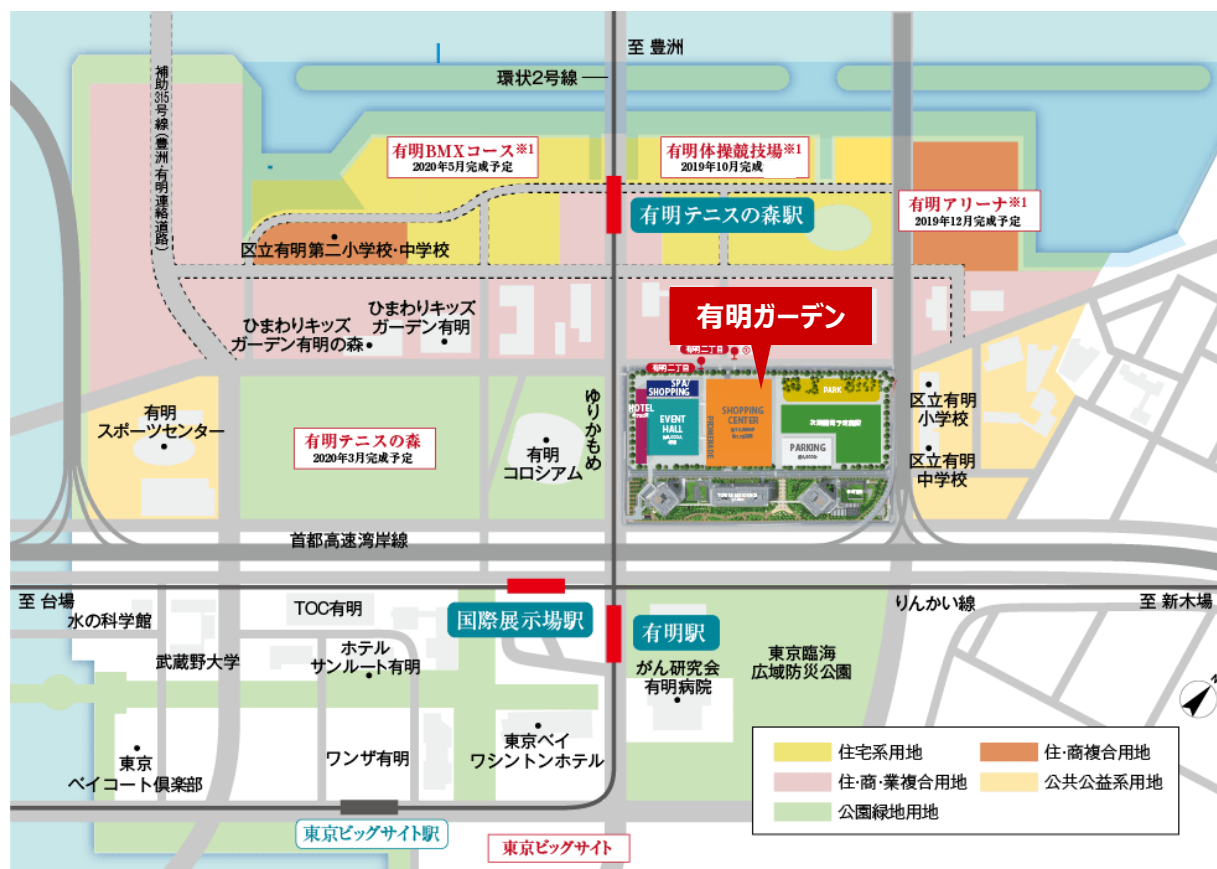 至 豊洲
環状2号線
補助315号線(豊洲・有明連絡道路)
有明BMXコース※1
2020年5月完成予定
有明体操競技場※1
2019年10月完成
有明アリーナ※1
2019年12月完成予定
有明テニスの森駅
区立有明第二小学校・中学校
ひまわりキッズ
ガーデン有明
ひまわりキッズ
ガーデン有明の森
有明ガーデン
有明二丁目
有明二丁目
SPA/
SHOPPING
HOTEL
EVENT
HALL
PROMENADE
SHOPPING
CENTER
PARK
PARKING
ゆりかもめ
有明
スポーツセンター
有明テニスの森
2020年3月完成予定
有明
コロシアム
区立有明
小学校
区立有明
中学校
首都高速湾岸線
至 台場
水の科学館
TOC有明
国際展示場駅
有明駅
りんかい線
至 新木場
武蔵野大学
ホテル
サンルート有明
がん研究会
有明病院
東京臨海
広域防災公園
東京
ベイコート倶楽部
ワンザ有明
東京ベイ
ワシントンホテル
東京ビッグサイト駅
東京ビッグサイト
住宅系用地
住・商複合用地
住・商・業複合用地
公共公益系用地
公園緑地用地